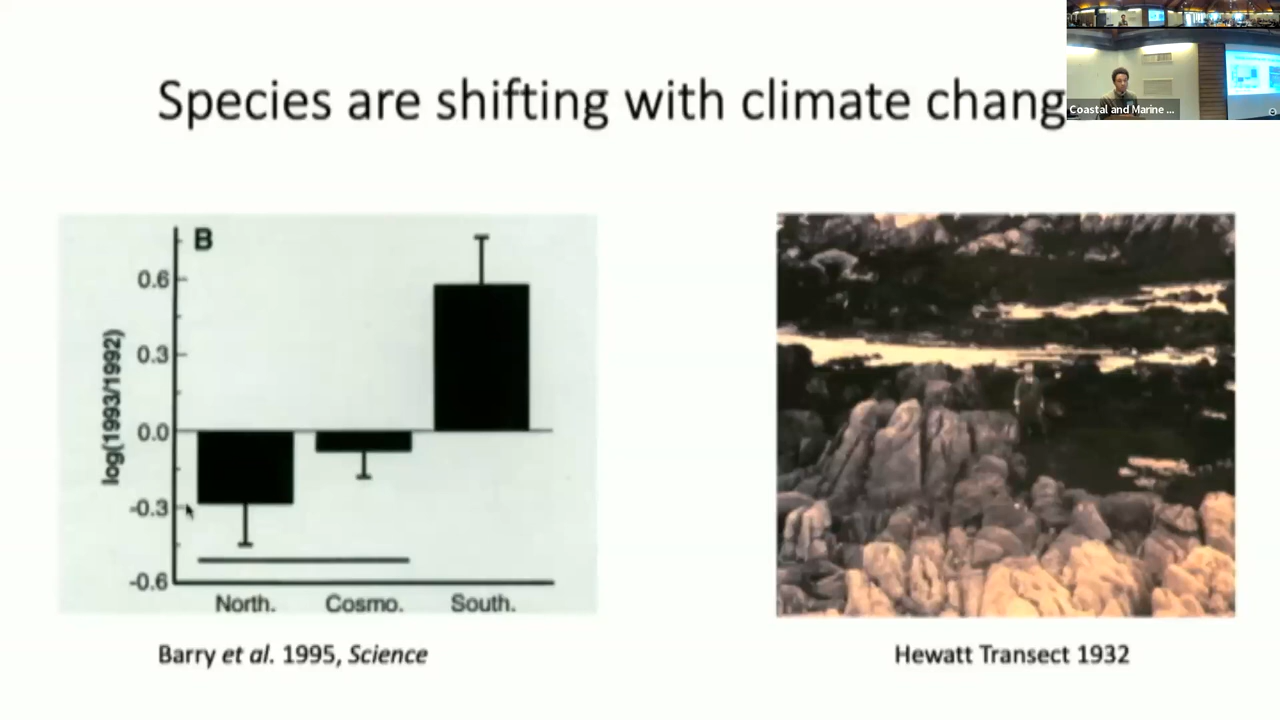 Species are shifting with climate chang
Coastal and Marine ...
B
0.6
0.3
0.0
-0.3
-0.6
log(1993/1992)
North. Cosmo. South.
Barry et al. 1995, Science
Hewatt Transect 1932